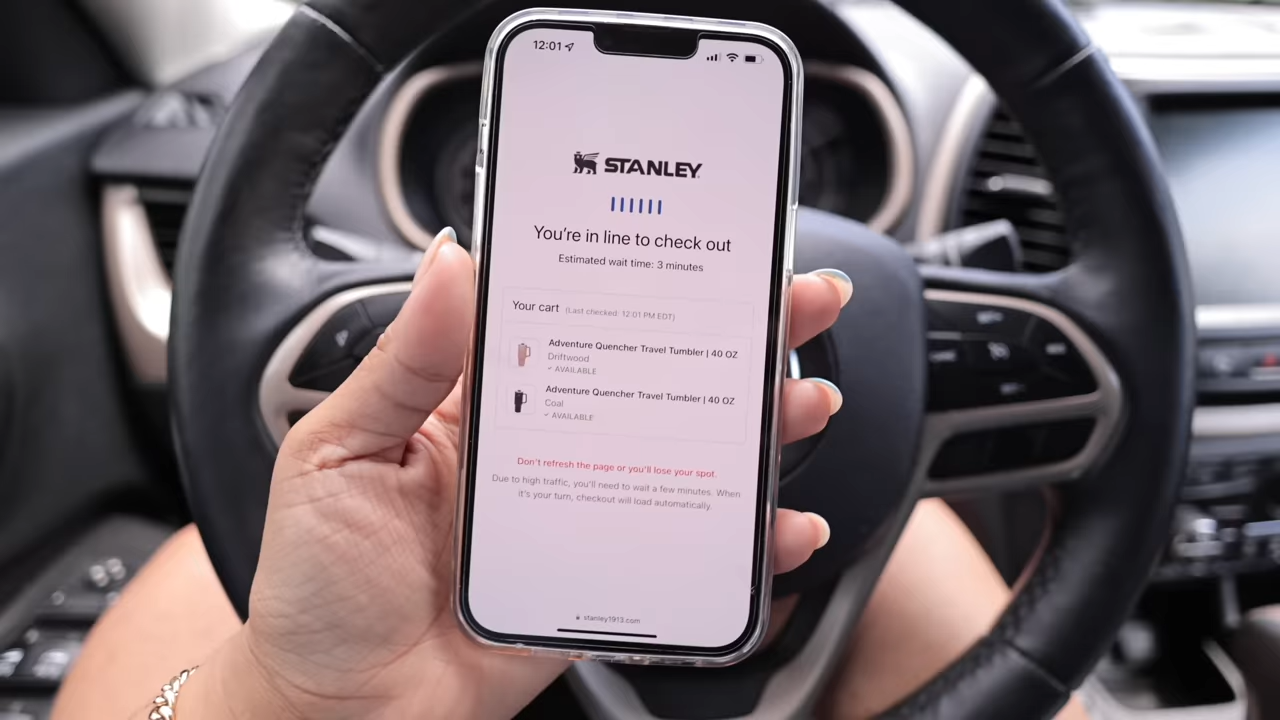 12:01
STANLEY
You're in line to check out
Estimated wait time: 3 minutes
Your cart (Last checked: 12:01 PM EDT)
Adventure Quencher Travel Tumbler | 40 OZ
Driftwood
✓ AVAILABLE
Adventure Quencher Travel Tumbler | 40 OZ
Coal
✓ AVAILABLE
Don't refresh the page or you'll lose your spot.
Due to high traffic, you'll need to wait a few minutes. When
it's your turn, checkout will load automatically.
stanley1913.com